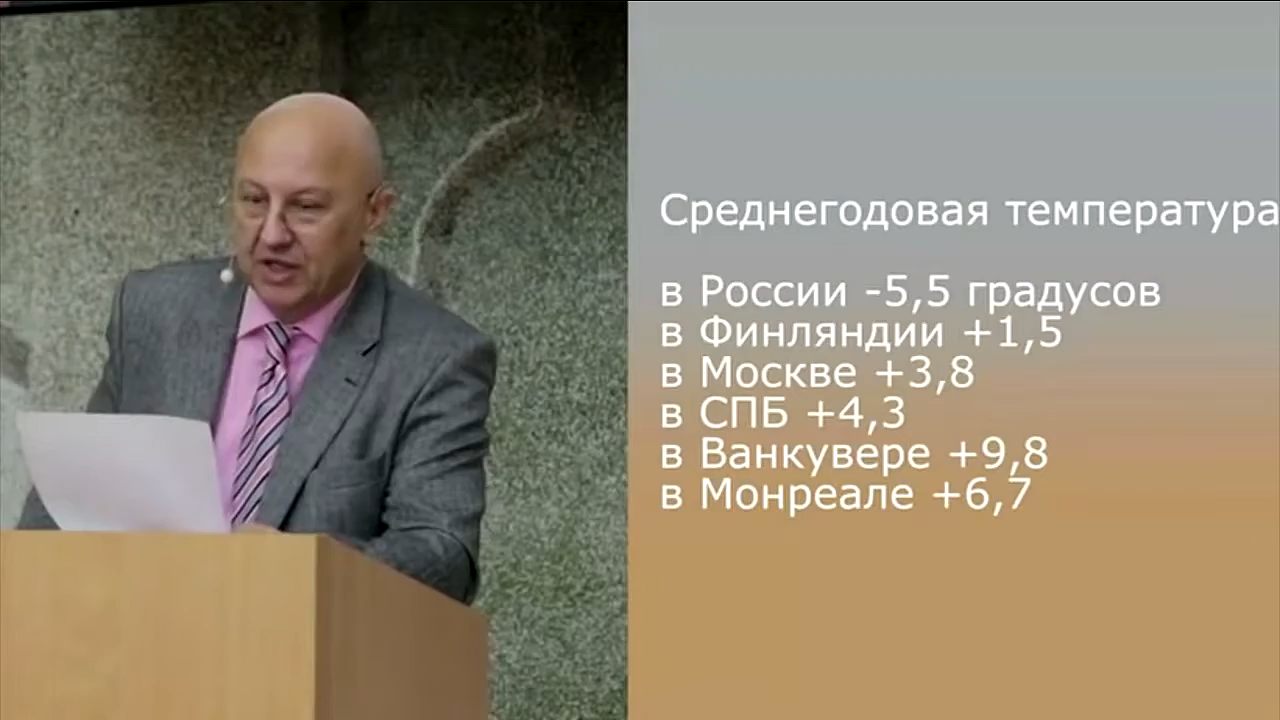 Среднегодовая температура
в России -5,5 градусов
в Финляндии +1,5
в Москве +3,8
в СПБ +4,3
в Ванкувере +9,8
в Монреале +6,7